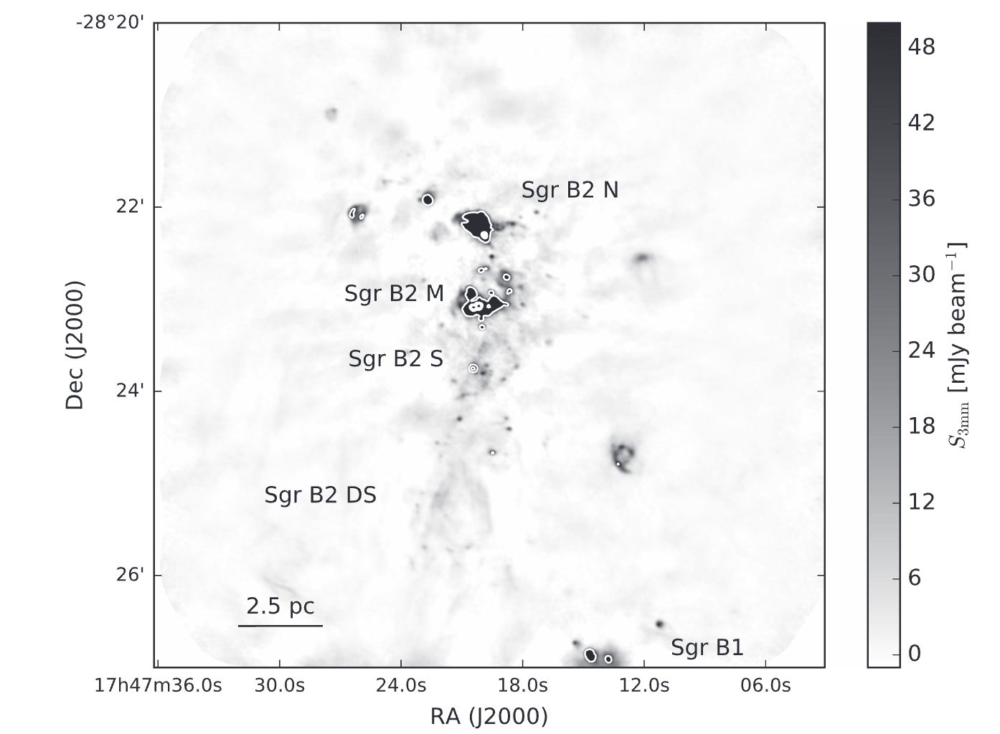 -28°20'
22'
24'
26'
Dec (J2000)
Sgr B2 N
Sgr B2 M
Sgr B2 S
Sgr B2 DS
2.5 pc
Sgr B1
17h47m36.0s 30.0s 24.0s 18.0s 12.0s 06.0s
RA (J2000)
48
42
36
30
24
18
12
6
0
S3mm [mJy beam−1]